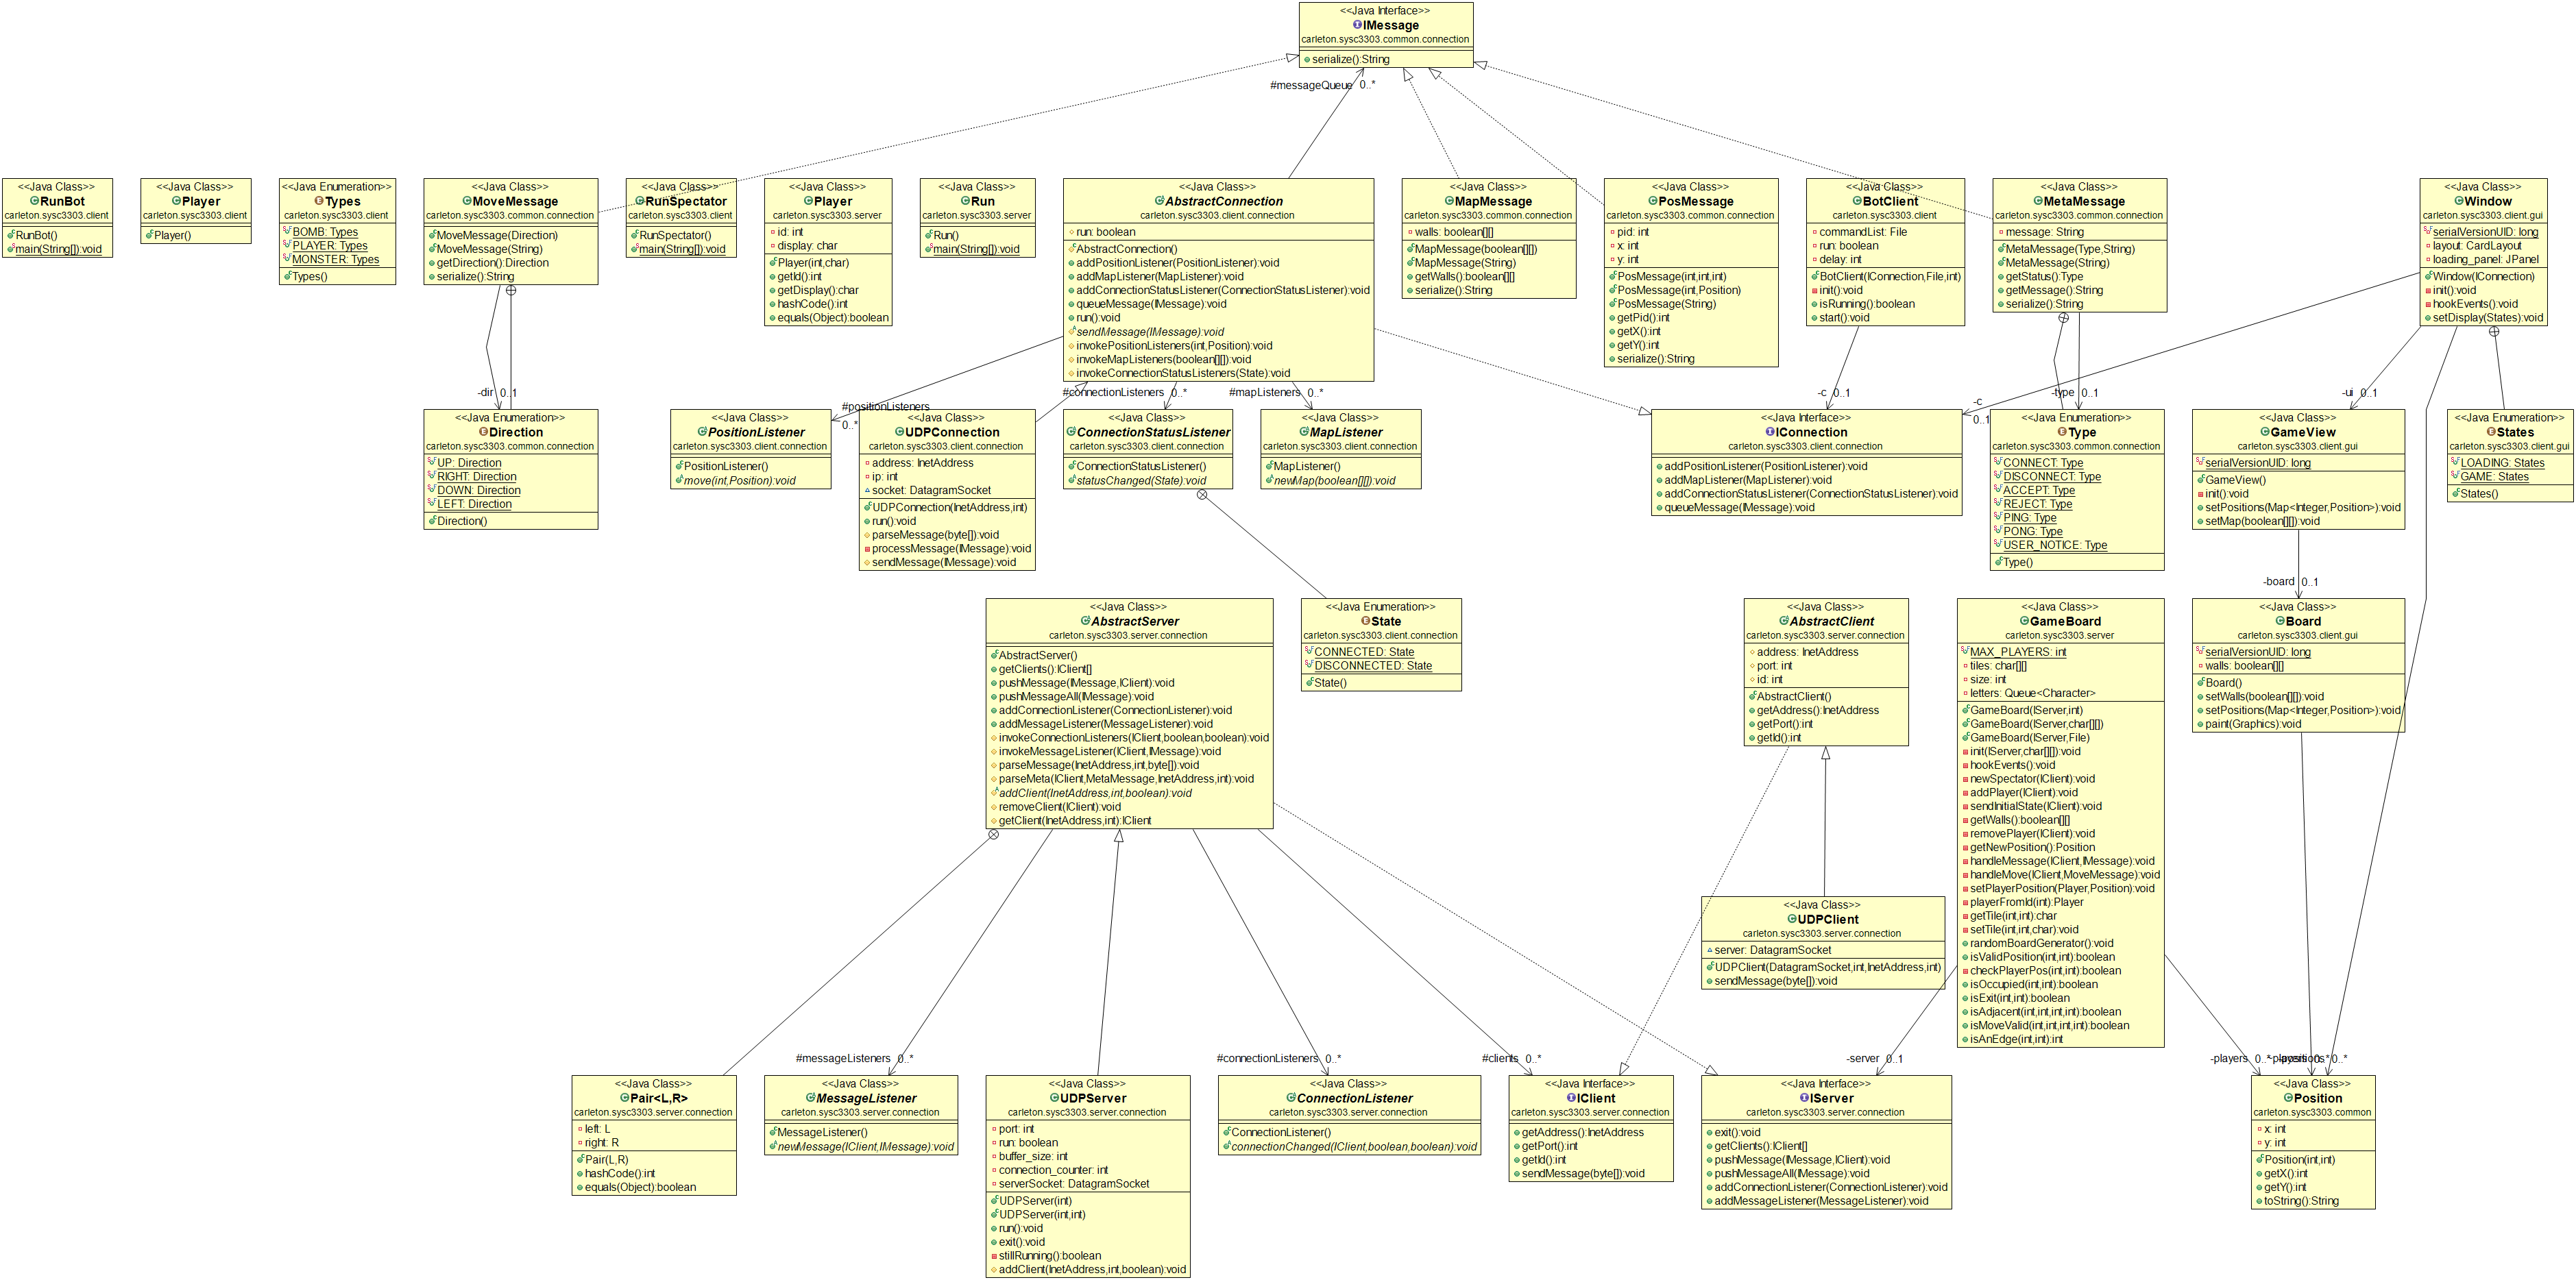 <<Java Interface>>
IMessage
carleton.sysc3303.common.connection
serialize():String
#messageQueue 0..*
<<Java Class>>
RunBot
carleton.sysc3303.client
RunBot()
main(String[]):void
<<Java Class>>
Player
carleton.sysc3303.client
Player()
<<Java Enumeration>>
Types
carleton.sysc3303.client
BOMB: Types
PLAYER: Types
MONSTER: Types
Types()
<<Java Class>>
MoveMessage
carleton.sysc3303.common.connection
MoveMessage(Direction)
MoveMessage(String)
getDirection():Direction
serialize():String
<<Java Class>>
RunSpectator
carleton.sysc3303.client
RunSpectator()
main(String[]):void
<<Java Class>>
Player
carleton.sysc3303.server
id: int
display: char
Player(int,char)
getId():int
getDisplay():char
hashCode():int
equals(Object):boolean
<<Java Class>>
Run
carleton.sysc3303.server
Run()
main(String[]):void
<<Java Class>>
AbstractConnection
carleton.sysc3303.client.connection
run: boolean
AbstractConnection()
addPositionListener(PositionListener):void
addMapListener(MapListener):void
addConnectionStatusListener(ConnectionStatusListener):void
queueMessage(IMessage):void
run():void
sendMessage(IMessage):void
invokePositionListeners(int,Position):void
invokeMapListeners(boolean[][]):void
invokeConnectionStatusListeners(State):void
<<Java Class>>
MapMessage
carleton.sysc3303.common.connection
walls: boolean[][]
MapMessage(boolean[][])
MapMessage(String)
getWalls():boolean[][]
serialize():String
<<Java Class>>
PosMessage
carleton.sysc3303.common.connection
pid: int
x: int
y: int
PosMessage(int,int,int)
PosMessage(int,Position)
PosMessage(String)
getPid():int
getX():int
getY():int
serialize():String
<<Java Class>>
BotClient
carleton.sysc3303.client
commandList: File
run: boolean
delay: int
BotClient(IConnection,File,int)
init():void
isRunning():boolean
start():void
<<Java Class>>
MetaMessage
carleton.sysc3303.common.connection
message: String
MetaMessage(Type,String)
MetaMessage(String)
getStatus():Type
getMessage():String
serialize():String
<<Java Class>>
Window
carleton.sysc3303.client.gui
serialVersionUID: long
layout: CardLayout
loading_panel: JPanel
Window(IConnection)
init():void
hookEvents():void
setDisplay(States):void
-dir 0..1
#positionListeners
0..*
#connectionListeners 0..*
#mapListeners 0..*
-c 0..1
-c
0..1
-type 0..1
-ui 0..1
<<Java Enumeration>>
Direction
carleton.sysc3303.common.connection
UP: Direction
RIGHT: Direction
DOWN: Direction
LEFT: Direction
Direction()
<<Java Class>>
PositionListener
carleton.sysc3303.client.connection
PositionListener()
move(int,Position):void
<<Java Class>>
UDPConnection
carleton.sysc3303.client.connection
address: InetAddress
ip: int
socket: DatagramSocket
UDPConnection(InetAddress,int)
run():void
parseMessage(byte[]):void
processMessage(IMessage):void
sendMessage(IMessage):void
<<Java Class>>
ConnectionStatusListener
carleton.sysc3303.client.connection
ConnectionStatusListener()
statusChanged(State):void
<<Java Class>>
MapListener
carleton.sysc3303.client.connection
MapListener()
newMap(boolean[][]):void
<<Java Interface>>
IConnection
carleton.sysc3303.client.connection
addPositionListener(PositionListener):void
addMapListener(MapListener):void
addConnectionStatusListener(ConnectionStatusListener):void
queueMessage(IMessage):void
<<Java Enumeration>>
Type
carleton.sysc3303.common.connection
CONNECT: Type
DISCONNECT: Type
ACCEPT: Type
REJECT: Type
PING: Type
PONG: Type
USER_NOTICE: Type
Type()
<<Java Class>>
GameView
carleton.sysc3303.client.gui
serialVersionUID: long
GameView()
init():void
setPositions(Map<Integer,Position>):void
setMap(boolean[][]):void
<<Java Enumeration>>
States
carleton.sysc3303.client.gui
LOADING: States
GAME: States
States()
-board 0..1
<<Java Class>>
AbstractServer
carleton.sysc3303.server.connection
AbstractServer()
getClients():IClient[]
pushMessage(IMessage,IClient):void
pushMessageAll(IMessage):void
addConnectionListener(ConnectionListener):void
addMessageListener(MessageListener):void
invokeConnectionListeners(IClient,boolean,boolean):void
invokeMessageListener(IClient,IMessage):void
parseMessage(InetAddress,int,byte[]):void
parseMeta(IClient,MetaMessage,InetAddress,int):void
addClient(InetAddress,int,boolean):void
removeClient(IClient):void
getClient(InetAddress,int):IClient
<<Java Enumeration>>
State
carleton.sysc3303.client.connection
CONNECTED: State
DISCONNECTED: State
State()
<<Java Class>>
AbstractClient
carleton.sysc3303.server.connection
address: InetAddress
port: int
id: int
AbstractClient()
getAddress():InetAddress
getPort():int
getId():int
<<Java Class>>
GameBoard
carleton.sysc3303.server
MAX_PLAYERS: int
tiles: char[][]
size: int
letters: Queue<Character>
GameBoard(IServer,int)
GameBoard(IServer,char[][])
GameBoard(IServer,File)
init(IServer,char[][]):void
hookEvents():void
newSpectator(IClient):void
addPlayer(IClient):void
sendInitialState(IClient):void
getWalls():boolean[][]
removePlayer(IClient):void
getNewPosition():Position
handleMessage(IClient,IMessage):void
handleMove(IClient,MoveMessage):void
setPlayerPosition(Player,Position):void
playerFromId(int):Player
getTile(int,int):char
setTile(int,int,char):void
randomBoardGenerator():void
isValidPosition(int,int):boolean
checkPlayerPos(int,int):boolean
isOccupied(int,int):boolean
isExit(int,int):boolean
isAdjacent(int,int,int,int):boolean
isMoveValid(int,int,int,int):boolean
isAnEdge(int,int):int
<<Java Class>>
Board
carleton.sysc3303.client.gui
serialVersionUID: long
walls: boolean[][]
Board()
setWalls(boolean[][]):void
setPositions(Map<Integer,Position>):void
paint(Graphics):void
<<Java Class>>
UDPClient
carleton.sysc3303.server.connection
server: DatagramSocket
UDPClient(DatagramSocket,int,InetAddress,int)
sendMessage(byte[]):void
#messageListeners 0..*
#connectionListeners 0..*
#clients 0..*
-server 0..1
-players 0..*
0..*
<<Java Class>>
Pair<L,R>
carleton.sysc3303.server.connection
left: L
right: R
Pair(L,R)
hashCode():int
equals(Object):boolean
<<Java Class>>
MessageListener
carleton.sysc3303.server.connection
MessageListener()
newMessage(IClient,IMessage):void
<<Java Class>>
UDPServer
carleton.sysc3303.server.connection
port: int
run: boolean
buffer_size: int
connection_counter: int
serverSocket: DatagramSocket
UDPServer(int)
UDPServer(int,int)
run():void
exit():void
stillRunning():boolean
addClient(InetAddress,int,boolean):void
<<Java Class>>
ConnectionListener
carleton.sysc3303.server.connection
ConnectionListener()
connectionChanged(IClient,boolean,boolean):void
<<Java Interface>>
IClient
carleton.sysc3303.server.connection
getAddress():InetAddress
getPort():int
getId():int
sendMessage(byte[]):void
<<Java Interface>>
IServer
carleton.sysc3303.server.connection
exit():void
getClients():IClient[]
pushMessage(IMessage,IClient):void
pushMessageAll(IMessage):void
addConnectionListener(ConnectionListener):void
addMessageListener(MessageListener):void
<<Java Class>>
Position
carleton.sysc3303.common
x: int
y: int
Position(int,int)
getX():int
getY():int
toString():String